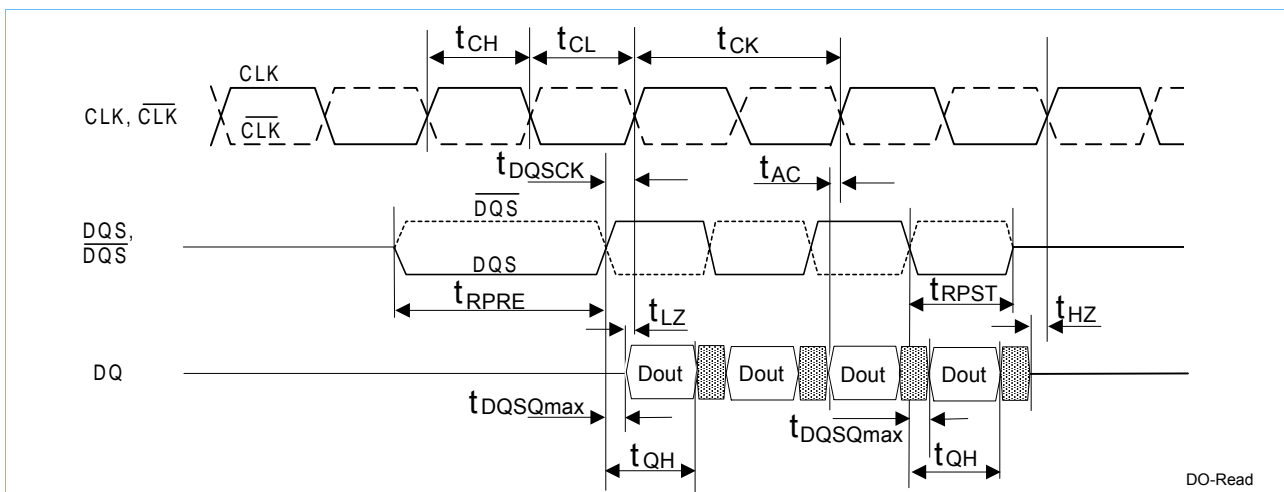 tCH tCL tCK
CLK
CLK, CLK
CLK
tDQSCK
tAC
DQS
DQS,
DQS
DQS
tRPRE
tRPST
tLZ
tHZ
DQ
Dout Dout Dout Dout
tDQSQmax
tDQSQmax
tQH
tQH
DO-Read